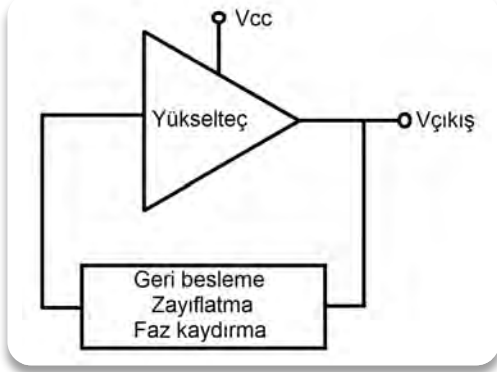 Vcc
Yükselteç
Vçıkış
Geri besleme
Zayıflatma
Faz kaydırma